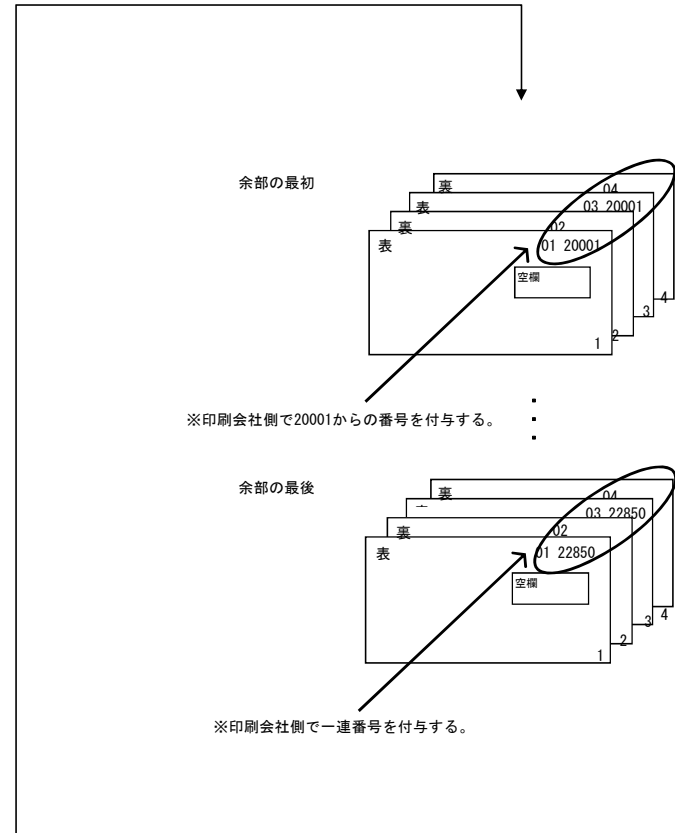 余部の最初
裏
04
表
03 20001
裏
02
表
01 20001
空欄
4
3
2
1
※印刷会社側で20001からの番号を付与する。
余部の最後
裏
04
03 22850
裏
02
表
01 22850
空欄
4
3
2
1
※印刷会社側で一連番号を付与する。